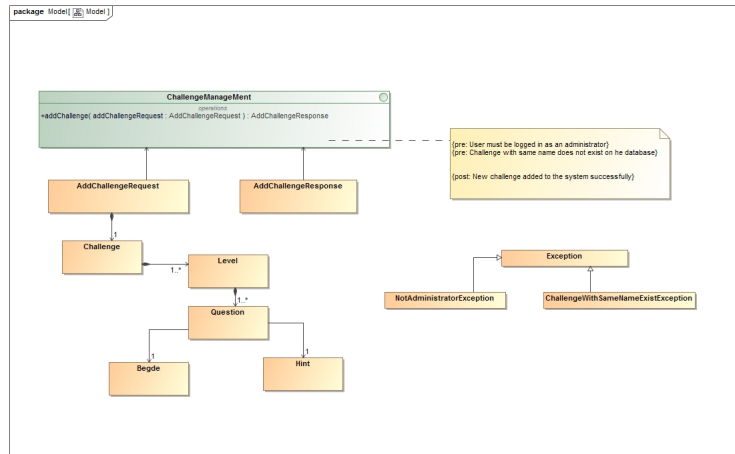 package Model[ Model ]
ChallengeManageMent
operations
+addChallenge( addChallengeRequest : AddChallengeRequest ) : AddChallengeResponse
{pre: User must be logged in as an administrator}
{pre: Challenge with same name does not exist on he database}
{post: New challenge added to the system successfully}
AddChallengeRequest
AddChallengeResponse
1
Challenge
1..*
Level
Exception
1..*
NotAdministratorException
ChallengeWithSameNameExistException
Question
1
1
Begde
Hint